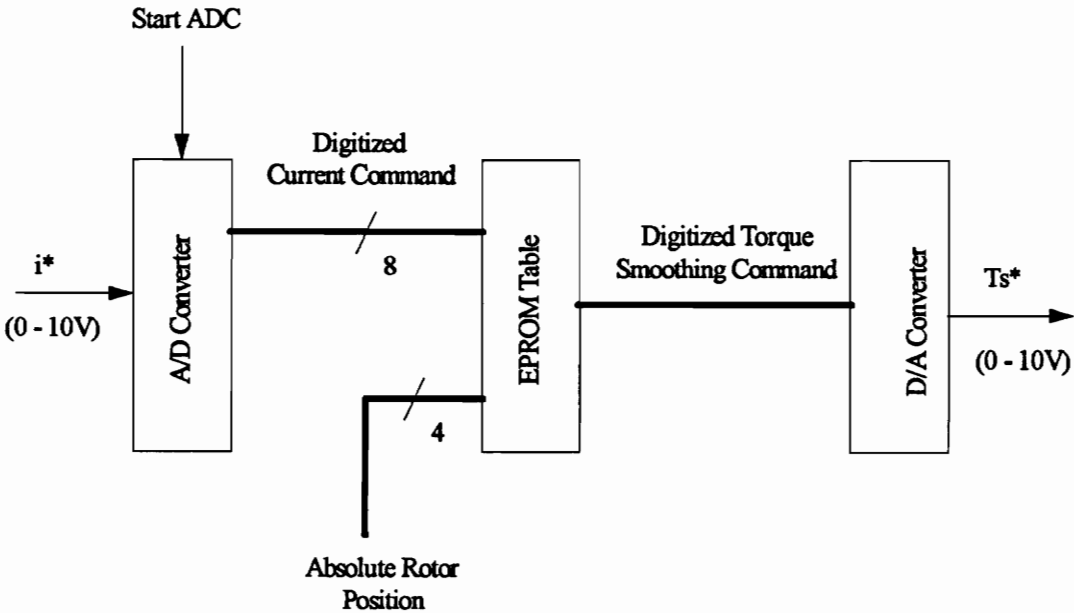 Start ADC
Digitized
Current Command
8
i*
(0 - 10V)
A/D Converter
EPROM Table
Digitized Torque
Smoothing Command
D/A Converter
Ts*
(0 - 10V)
4
Absolute Rotor
Position